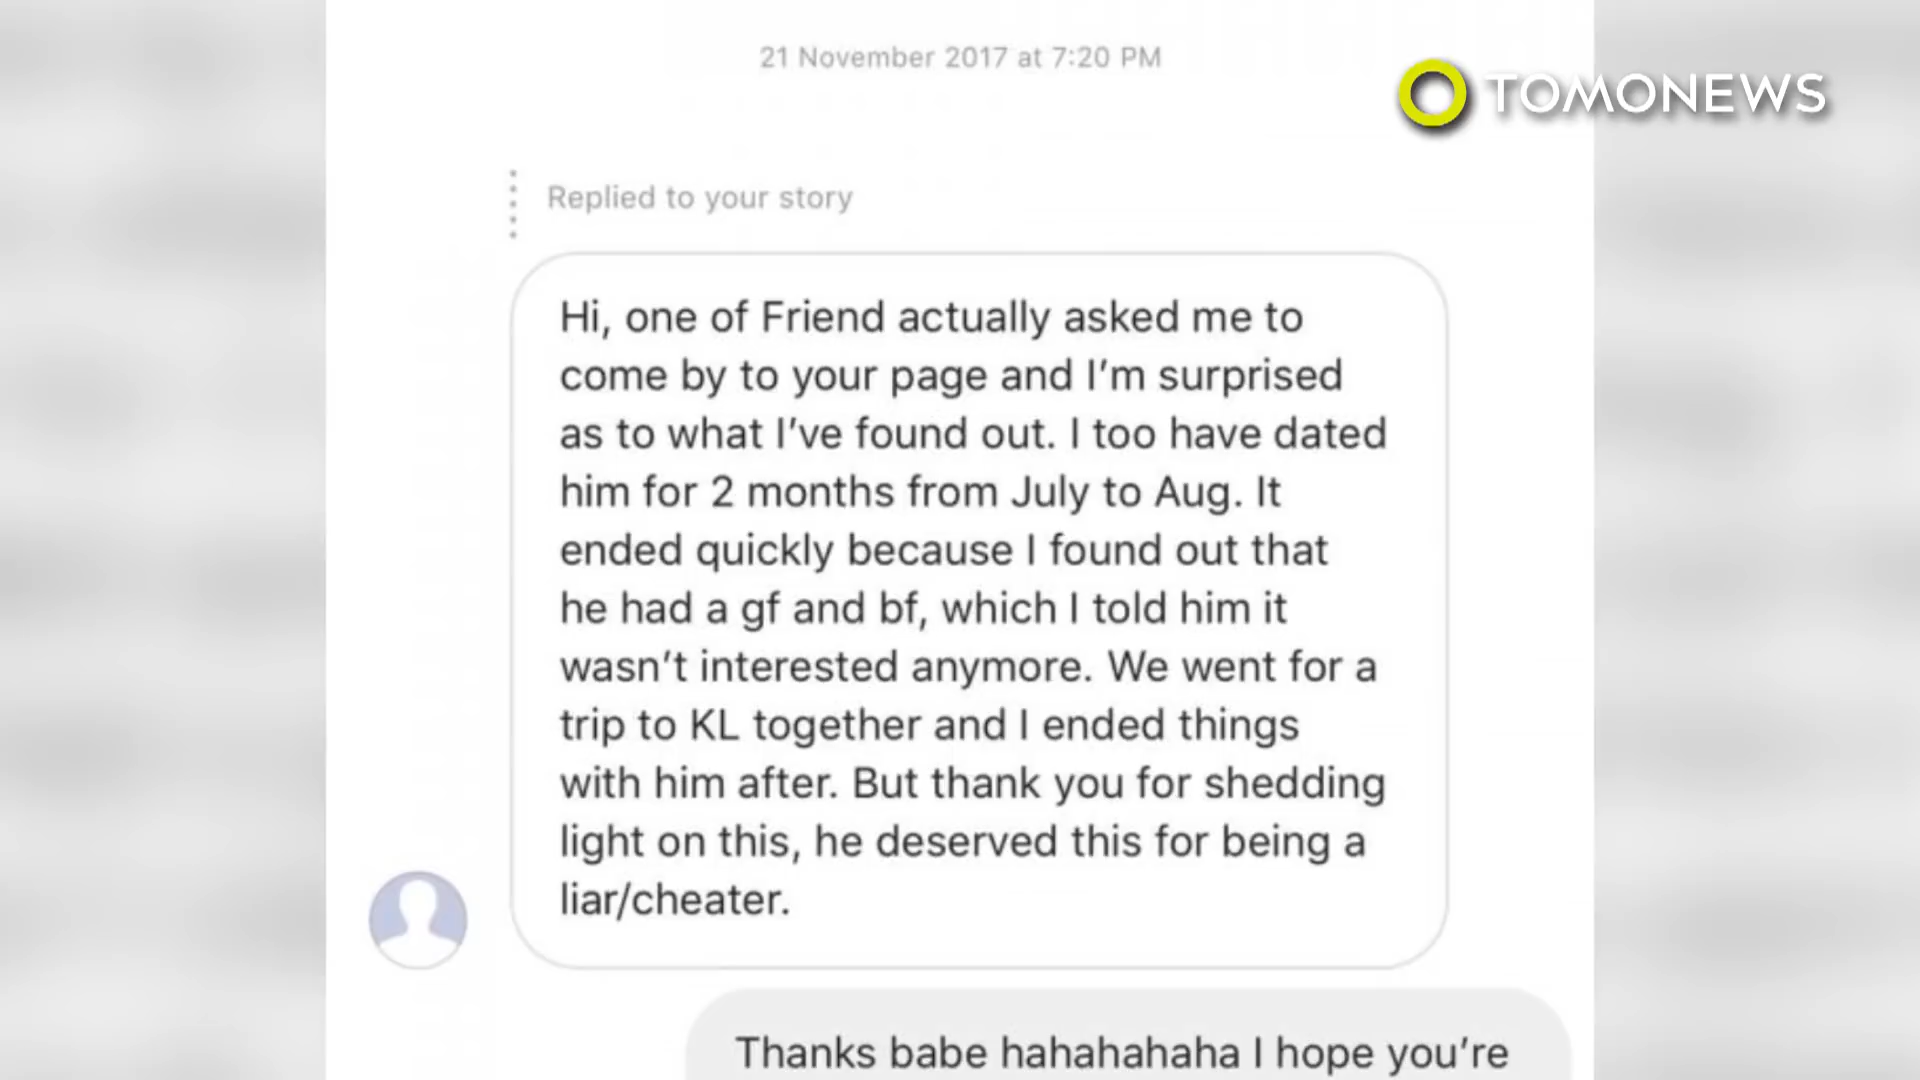 21 November 2017 at 7:20 PM
TOMONEWS
Replied to your story
Hi, one of Friend actually asked me to
come by to your page and I'm surprised
as to what I've found out. I too have dated
him for 2 months from July to Aug. It
ended quickly because I found out that
he had a gf and bf, which I told him it
wasn't interested anymore. We went for a
trip to KL together and I ended things
with him after. But thank you for shedding
light on this, he deserved this for being a
liar/cheater.
Thanks babe hahahahaha I hope you're